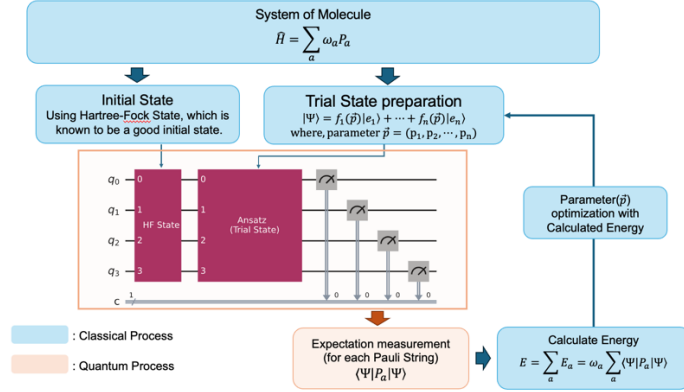 System of Molecule
Ĥ = ∑ₐ ωₐPₐ
Initial State
Using Hartree-Fock State, which is
known to be a good initial state.
Trial State preparation
|Ψ⟩ = f₁(p⃗)|e₁⟩ + ⋯ + fₙ(p⃗)|eₙ⟩
where, parameter p⃗ = (p₁, p₂, ⋯, pₙ)
q₀ 0 0
q₁ 1 1
HF State
Ansatz
(Trial State)
q₂ 2 2
q₃ 3 3
c 1 0 0 0 0
Parameter(p⃗)
optimization with
Calculated Energy
: Classical Process
: Quantum Process
Expectation measurement
(for each Pauli String)
⟨Ψ|Pₐ|Ψ⟩
Calculate Energy
E = ∑ₐ Eₐ = ωₐ ∑ₐ ⟨Ψ|Pₐ|Ψ⟩